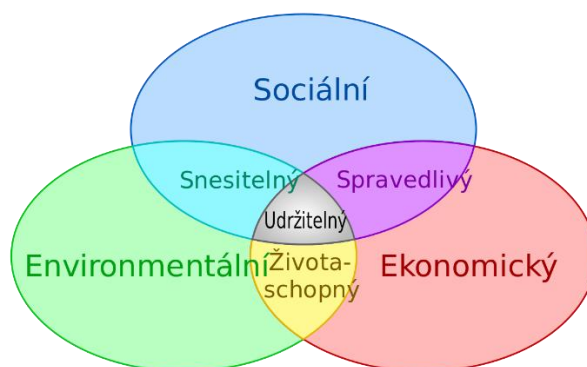 Sociální
Snesitelný
Spravedlivý
Udržitelný
Environmentální
Života-
schopný
Ekonomický